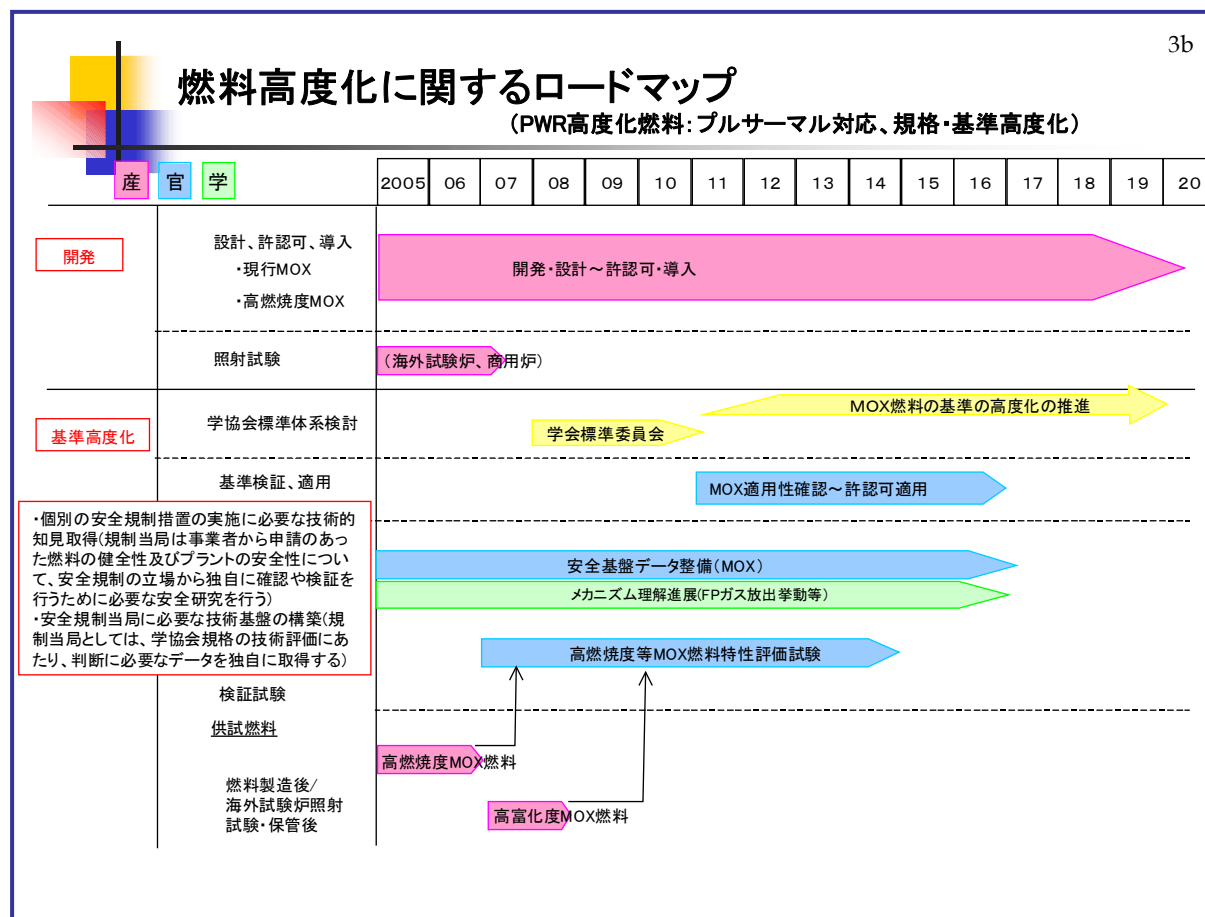 3b
燃料高度化に関するロードマップ
（PWR高度化燃料：プルサーマル対応、規格・基準高度化）
産 官 学
2005 06 07 08 09 10 11 12 13 14 15 16 17 18 19 20
開発
設計、許認可、導入
・現行MOX
・高燃焼度MOX
開発・設計～許認可・導入
照射試験
（海外試験炉、商用炉）
基準高度化
学協会標準体系検討
MOX燃料の基準の高度化の推進
学会標準委員会
基準検証、適用
MOX適用性確認～許認可適用
・個別の安全規制措置の実施に必要な技術的
知見取得(規制当局は事業者から申請のあっ
た燃料の健全性及びプラントの安全性につい
て、安全規制の立場から独自に確認や検証を
行うために必要な安全研究を行う)
・安全規制当局に必要な技術基盤の構築(規
制当局としては、学協会規格の技術評価にあ
たり、判断に必要なデータを独自に取得する)
安全基盤データ整備(MOX)
メカニズム理解進展(FPガス放出挙動等)
高燃焼度等MOX燃料特性評価試験
検証試験
供試燃料
高燃焼度MOX燃料
燃料製造後/
海外試験炉照射
試験・保管後
高富化度MOX燃料